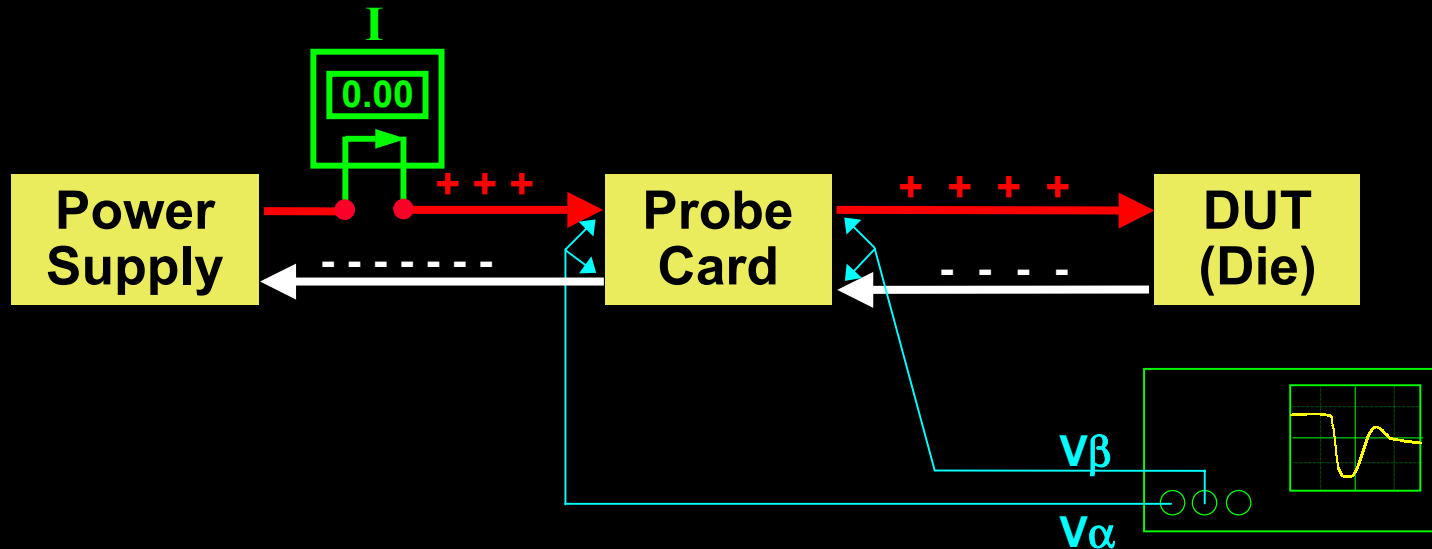 I
0.00
+ + +
+ + + +
Power
Supply
Probe
Card
DUT
(Die)
- - - - - - -
- - - -
Vβ
Vα